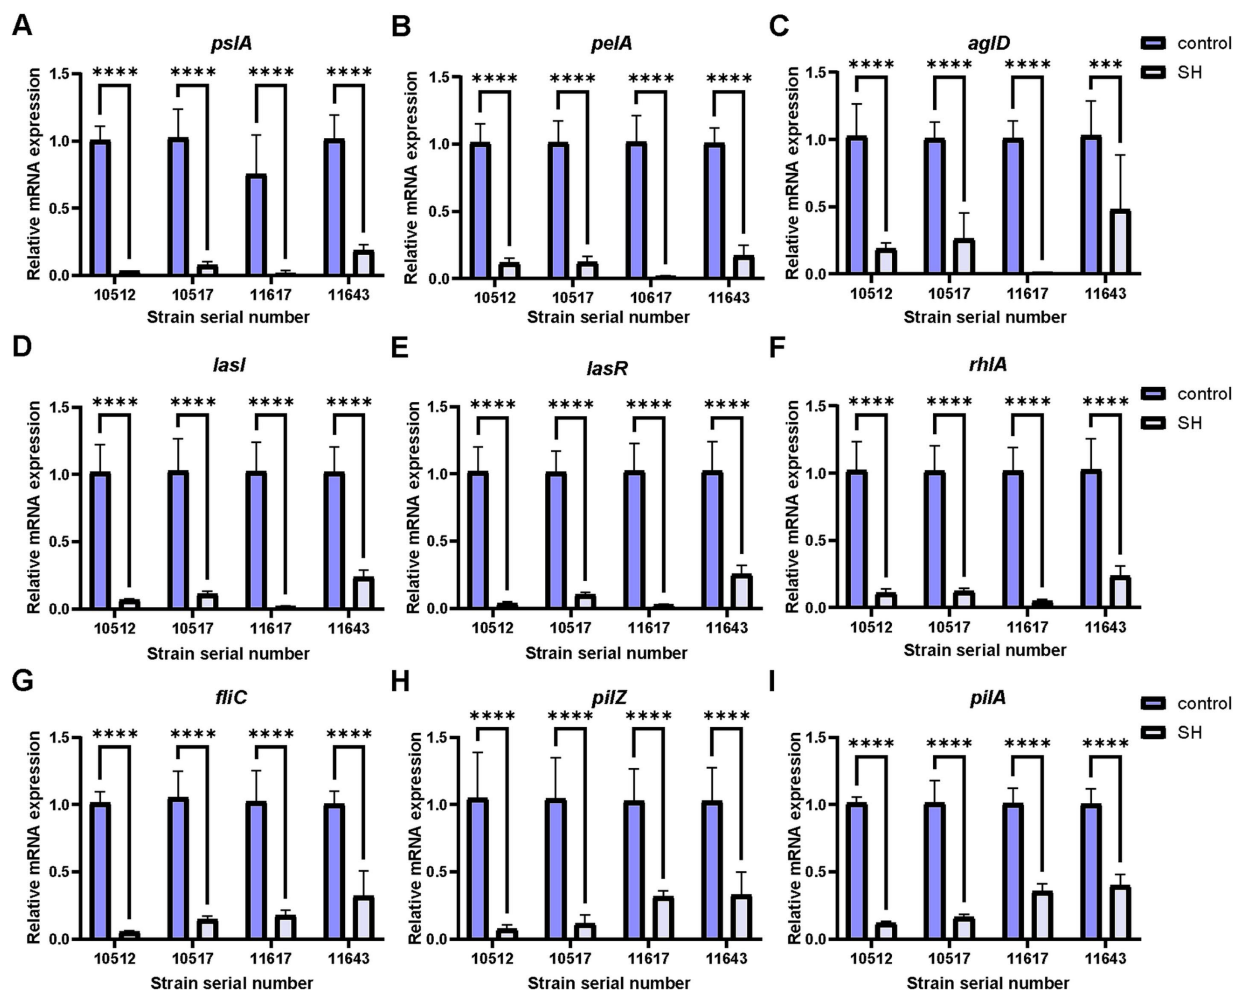 A
pslA
**** **** **** ****
Relative mRNA expression
1.5
1.0
0.5
0.0
10512 10517 11617 11643
Strain serial number
B
pelA
**** **** **** ****
Relative mRNA expression
1.5
1.0
0.5
0.0
10512 10517 10617 11643
Strain serial number
C
aglD
**** **** **** ***
Relative mRNA expression
1.5
1.0
0.5
0.0
10512 10517 11617 11643
Strain serial number
control
SH
D
lasI
**** **** **** ****
Relative mRNA expression
1.5
1.0
0.5
0.0
10512 10517 11617 11643
Strain serial number
E
lasR
**** **** **** ****
Relative mRNA expression
1.5
1.0
0.5
0.0
10512 10517 11617 11643
Strain serial number
F
rhlA
**** **** **** ****
Relative mRNA expression
1.5
1.0
0.5
0.0
10512 10517 11617 11643
Strain serial number
control
SH
G
fliC
**** **** **** ****
Relative mRNA expression
1.5
1.0
0.5
0.0
10512 10517 11617 11643
Strain serial number
H
pilZ
**** **** **** ****
Relative mRNA expression
1.5
1.0
0.5
0.0
10512 10517 11617 11643
Strain serial number
I
pilA
**** **** **** ****
Relative mRNA expression
1.5
1.0
0.5
0.0
10512 10517 11617 11643
Strain serial number
control
SH